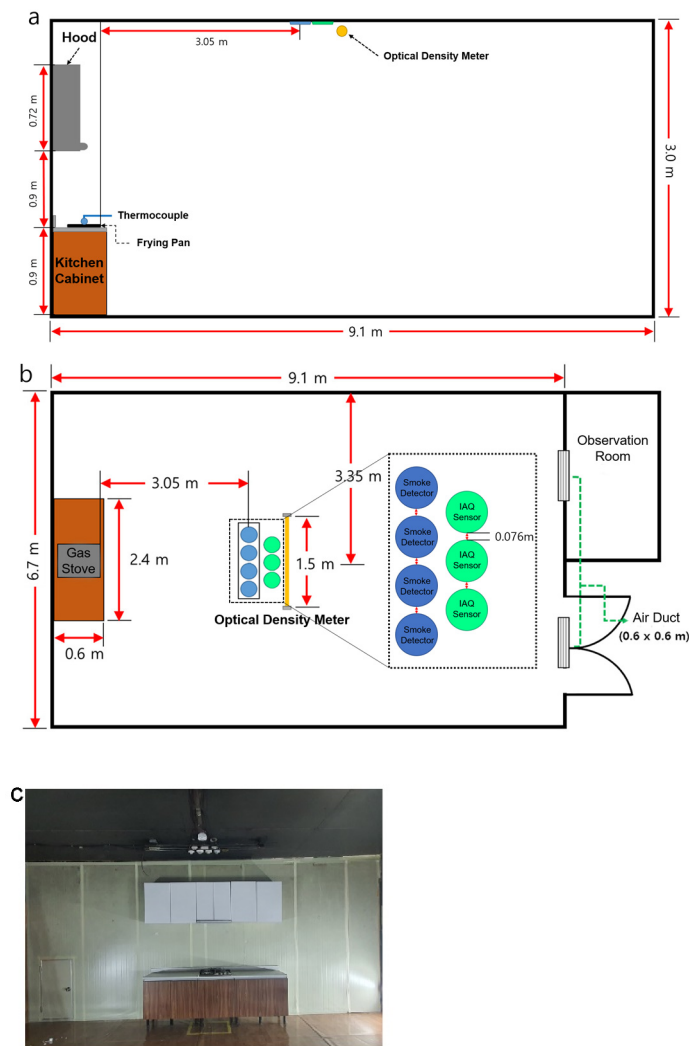 a
Hood
3.05 m
Optical Density Meter
0.72 m
0.9 m
3.0 m
Thermocouple
Frying Pan
Kitchen
Cabinet
0.9 m
9.1 m
b
9.1 m
Observation
Room
3.05 m
3.35 m
Smoke
Detector
IAQ
Sensor
Smoke
Detector
0.076m
6.7 m
Gas
Stove
2.4 m
1.5 m
IAQ
Sensor
Smoke
Detector
IAQ
Sensor
Air Duct
(0.6 x 0.6 m)
Optical Density Meter
Smoke
Detector
0.6 m
c